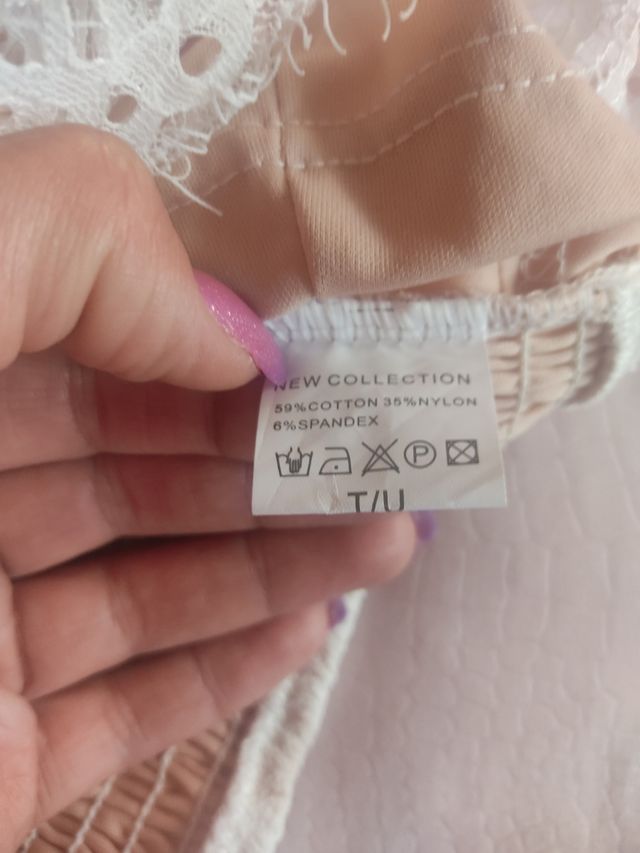 NEW COLLECTION
59%COTTON 35%NYLON
6%SPANDEX
P
T/U